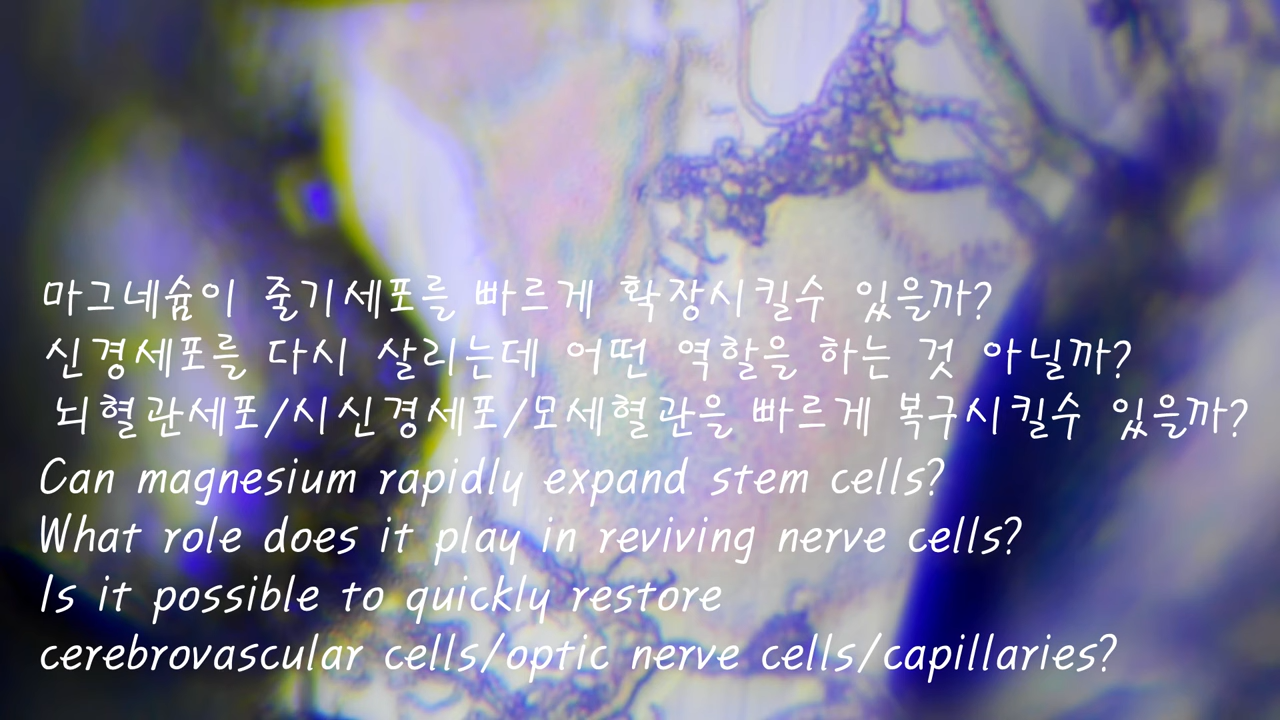 마그네슘이 줄기세포를 빠르게 확장시킬수 있을까?
신경세포를 다시 살리는데 어떤 역할을 하는 것 아닐까?
뇌혈관세포/시신경세포/모세혈관을 빠르게 복구시킬수 있을까?
Can magnesium rapidly expand stem cells?
What role does it play in reviving nerve cells?
Is it possible to quickly restore
cerebrovascular cells/optic nerve cells/capillaries?